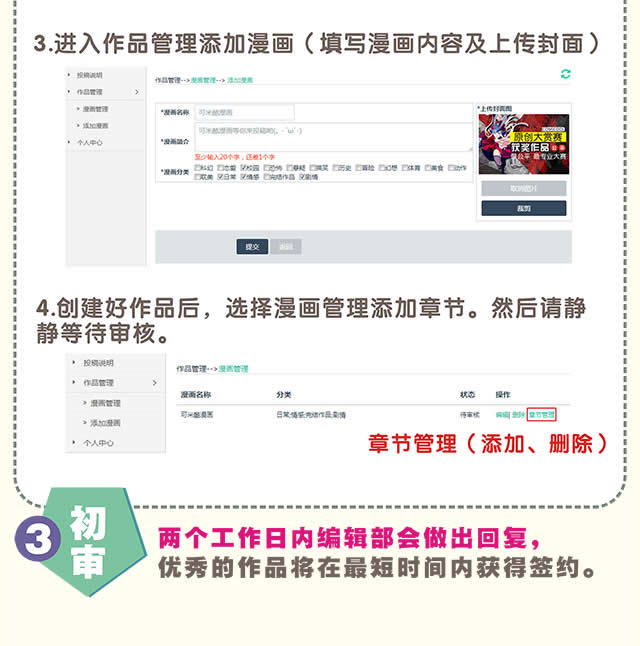 3.进入作品管理添加漫画（填写漫画内容及上传封面）
投稿说明
作品管理
漫画管理
添加漫画
个人中心
作品管理-->漫画管理--> 添加漫画
*漫画名称 可米酷漫画
*漫画简介 可米酷漫画等你来投稿哟(｡･ˇω´･)
至少输入20个字，还差1个字
*漫画分类 科幻 恋爱 校园 恐怖 悬疑 搞笑 历史 冒险 幻想 体育 美食 动作
耽美 日常 情感 完结作品 剧情
*上传封面图
原创大赏赛
获奖作品
最公平 最专业大赛
取消图片
裁剪
提交 返回
4.创建好作品后，选择漫画管理添加章节。然后请静
静等待审核。
投稿说明
作品管理
漫画管理
添加漫画
个人中心
作品管理-->漫画管理
漫画名称 分类 状态 操作
可米酷漫画 日常;情感;完结作品;剧情 待审核 编辑| 删除 章节管理
章节管理（添加、删除）
3
初审
两个工作日内编辑部会做出回复，
优秀的作品将在最短时间内获得签约。